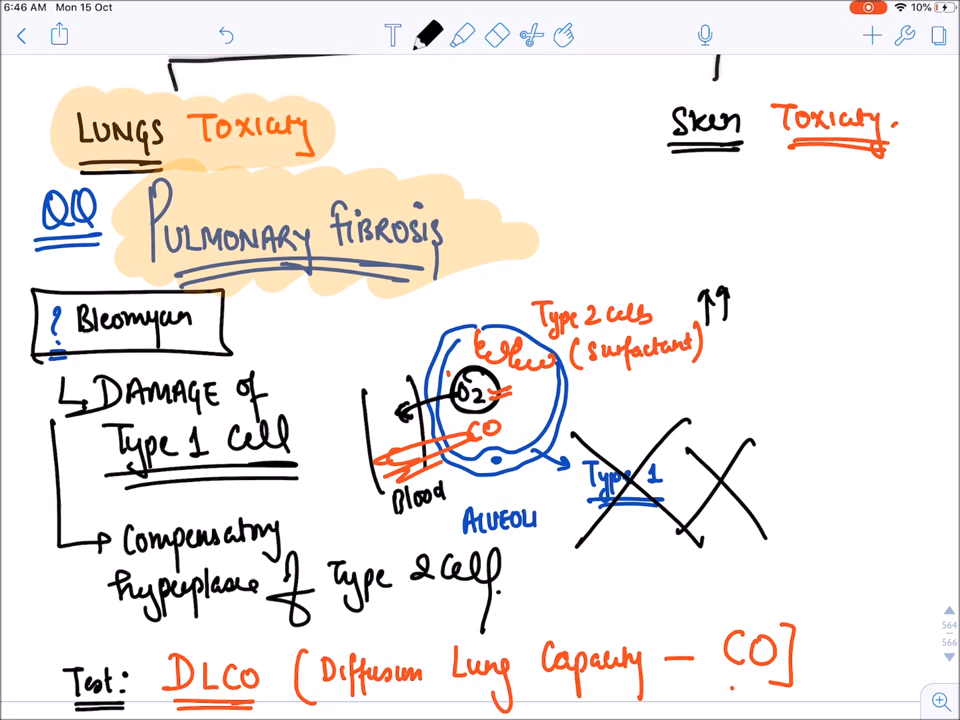 6:46 AM Mon 15 Oct
10%
T
LUNGS TOXICITY
SKIN TOXICITY.
QQ
PULMONARY FIBROSIS
? Bleomycin
Type 2 cells ↑↑
(Surfactant)
DAMAGE of
Type 1 Cell
O2
CO
Blood
Type 1
ALVEOLI
Compensatory
hyperplasia of Type 2 Cell.
Test: DLCO (Diffusion Lung Capacity — CO]
564
566